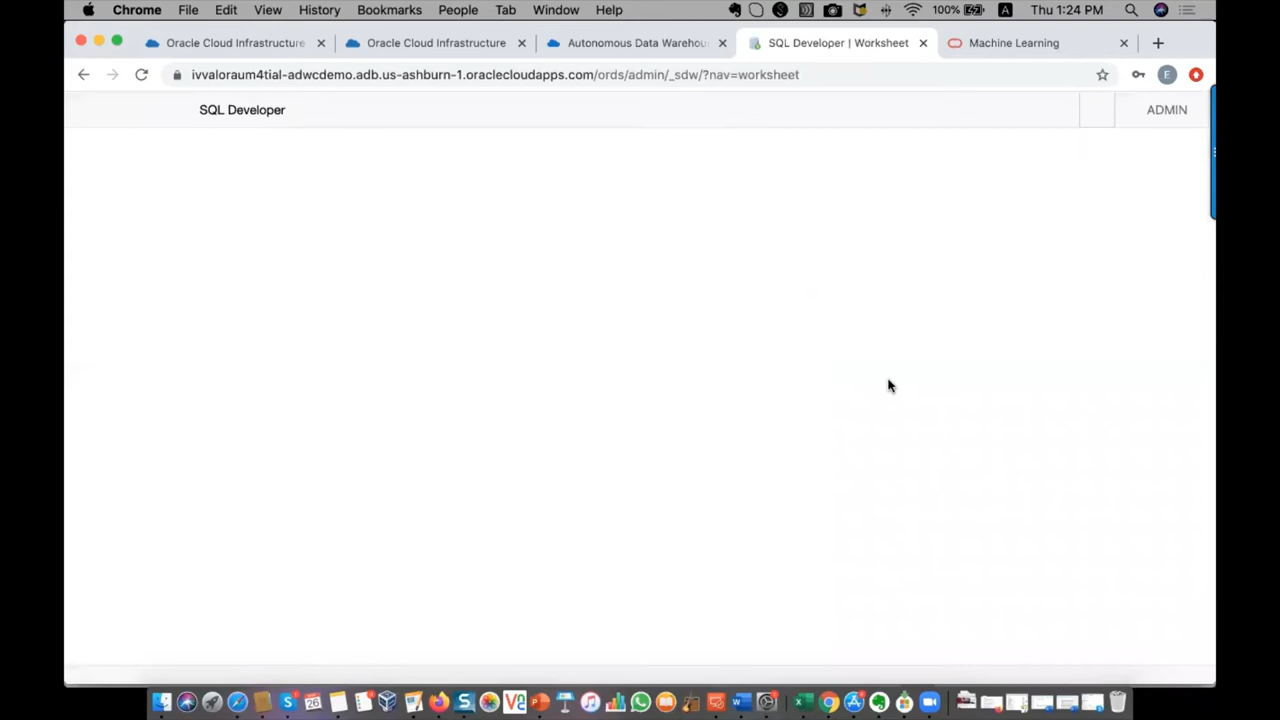 Chrome File Edit View History Bookmarks People Tab Window Help 100% A Thu 1:24 PM
Oracle Cloud Infrastructure Oracle Cloud Infrastructure Autonomous Data Warehou SQL Developer | Worksheet Machine Learning
ivvaloraum4tial-adwcdemo.adb.us-ashburn-1.oraclecloudapps.com/ords/admin/_sdw/?nav=worksheet E
SQL Developer ADMIN